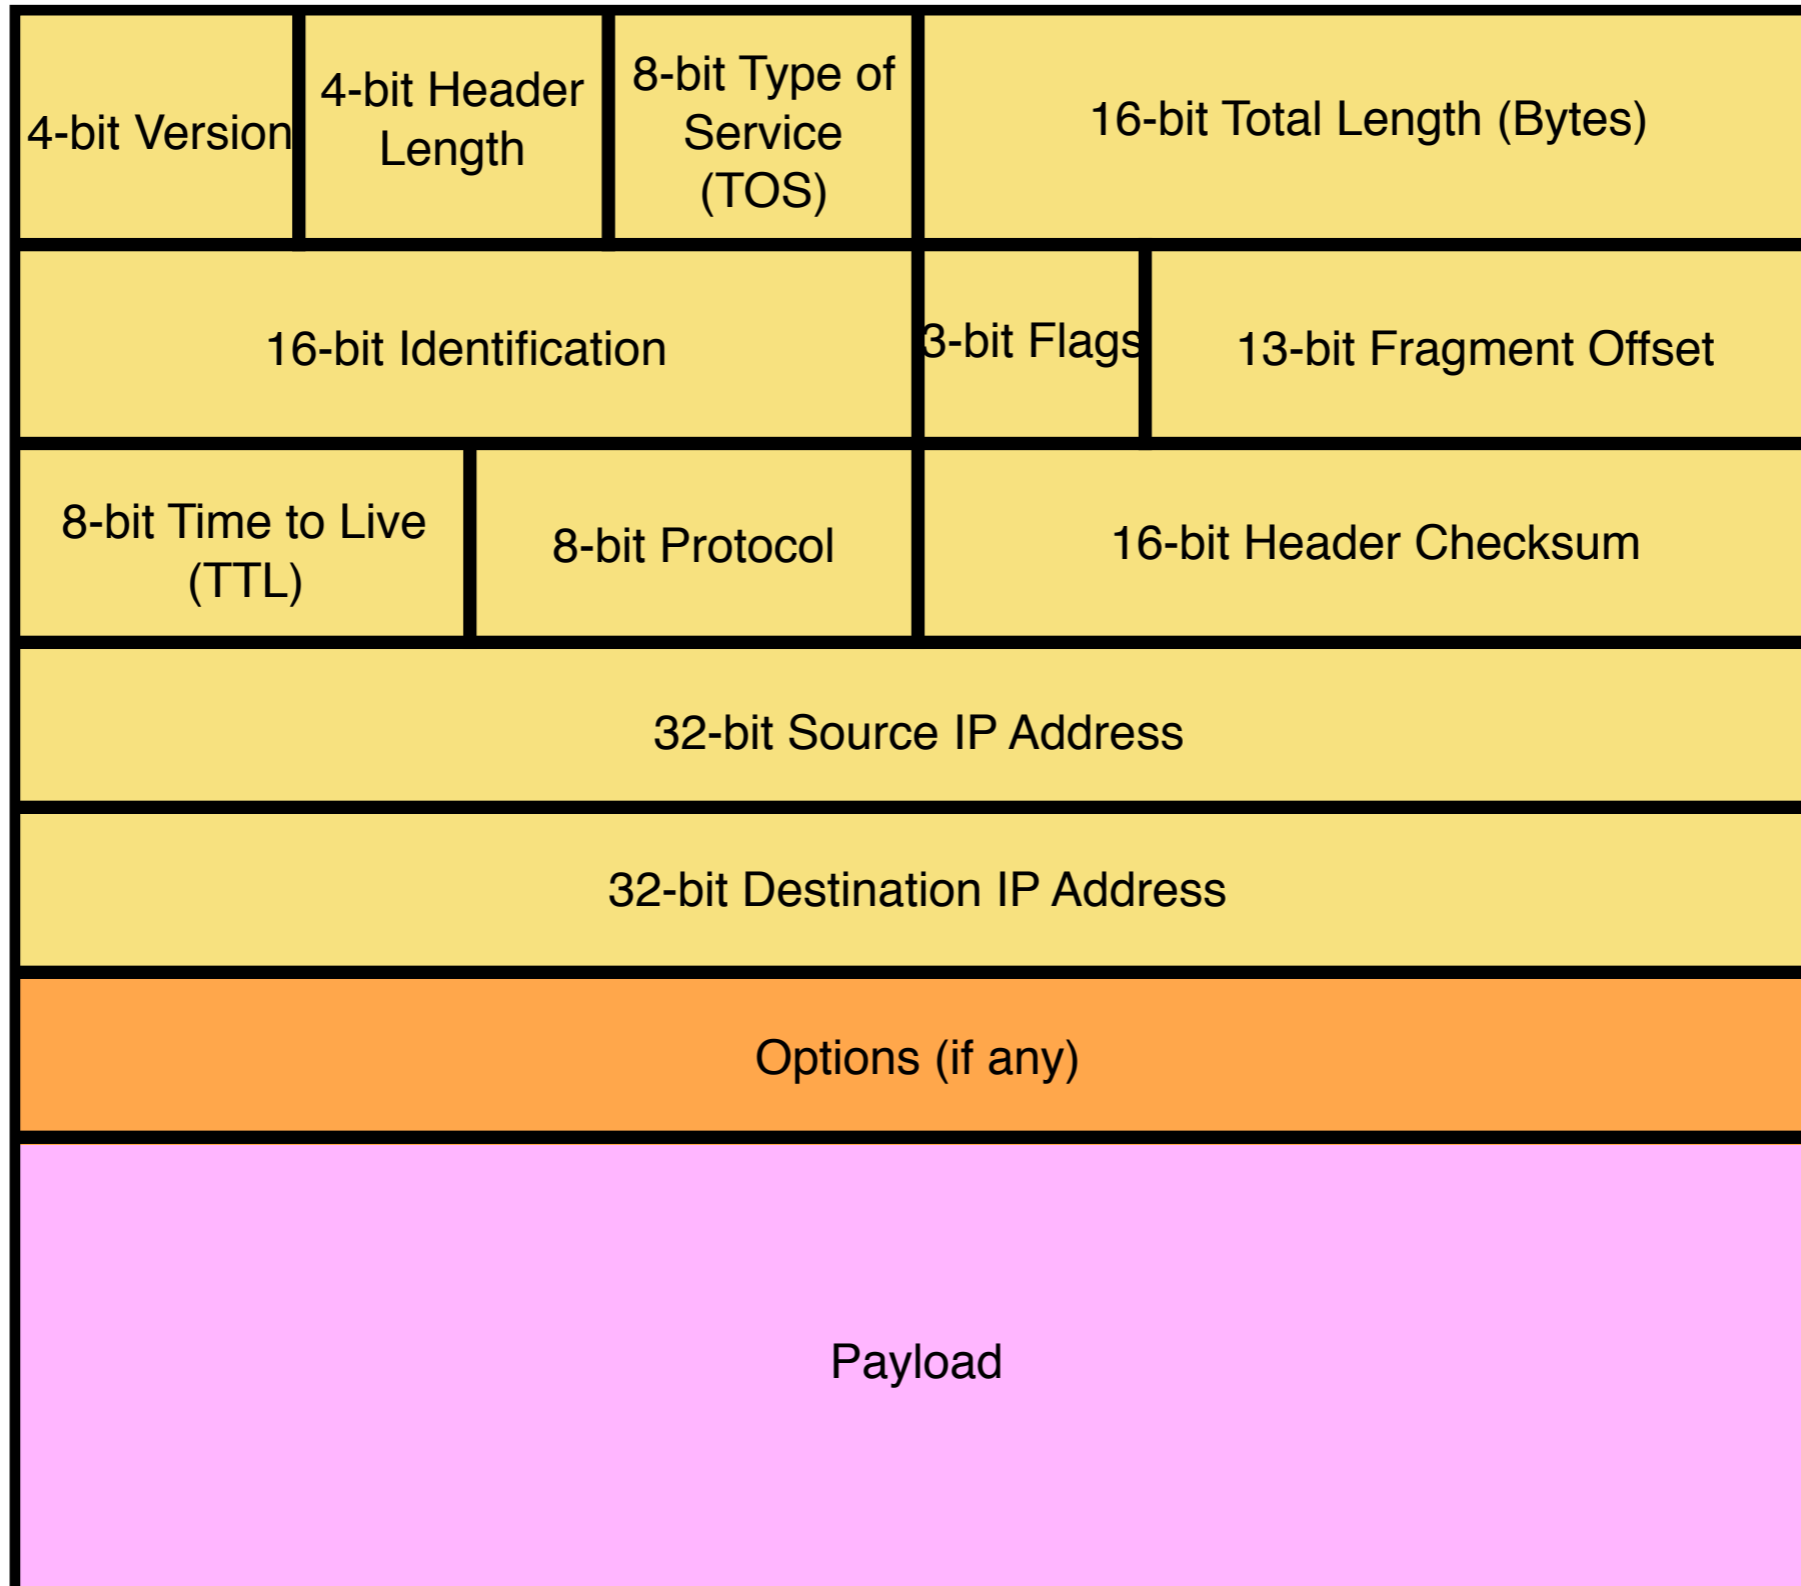 4-bit Version
4-bit Header
Length
8-bit Type of
Service
(TOS)
16-bit Total Length (Bytes)
16-bit Identification
3-bit Flags
13-bit Fragment Offset
8-bit Time to Live
(TTL)
8-bit Protocol
16-bit Header Checksum
32-bit Source IP Address
32-bit Destination IP Address
Options (if any)
Payload